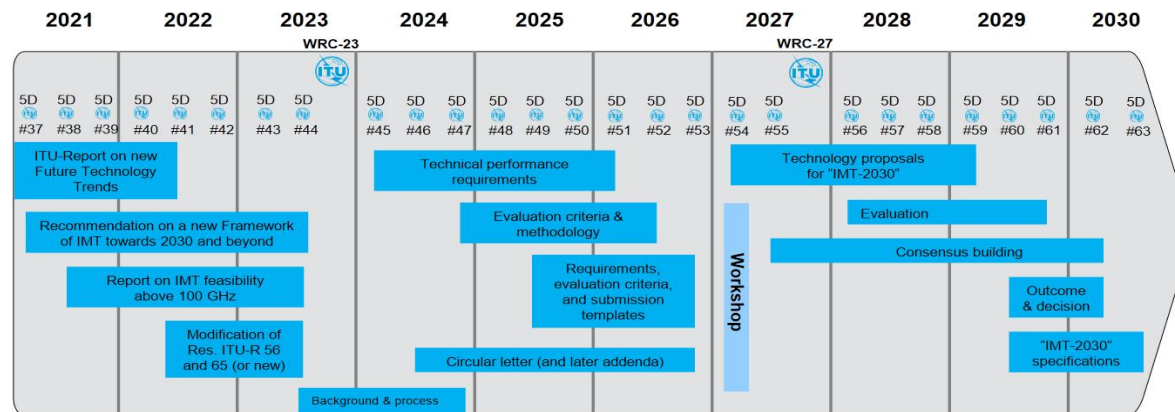 2021 2022 2023 2024 2025 2026 2027 2028 2029 2030
WRC-23 WRC-27
ITU ITU
5D 5D 5D 5D 5D 5D 5D 5D 5D 5D 5D 5D 5D 5D 5D 5D 5D 5D 5D 5D 5D 5D 5D 5D 5D 5D 5D
#37 #38 #39 #40 #41 #42 #43 #44 #45 #46 #47 #48 #49 #50 #51 #52 #53 #54 #55 #56 #57 #58 #59 #60 #61 #62 #63
ITU-Report on new
Future Technology
Trends
Technical performance
requirements
Technology proposals
for "IMT-2030"
Recommendation on a new Framework
of IMT towards 2030 and beyond
Evaluation criteria &
methodology
Evaluation
Workshop
Consensus building
Report on IMT feasibility
above 100 GHz
Requirements,
evaluation criteria,
and submission
templates
Outcome
& decision
Modification of
Res. ITU-R 56
and 65 (or new)
Circular letter (and later addenda)
"IMT-2030"
specifications
Background & process